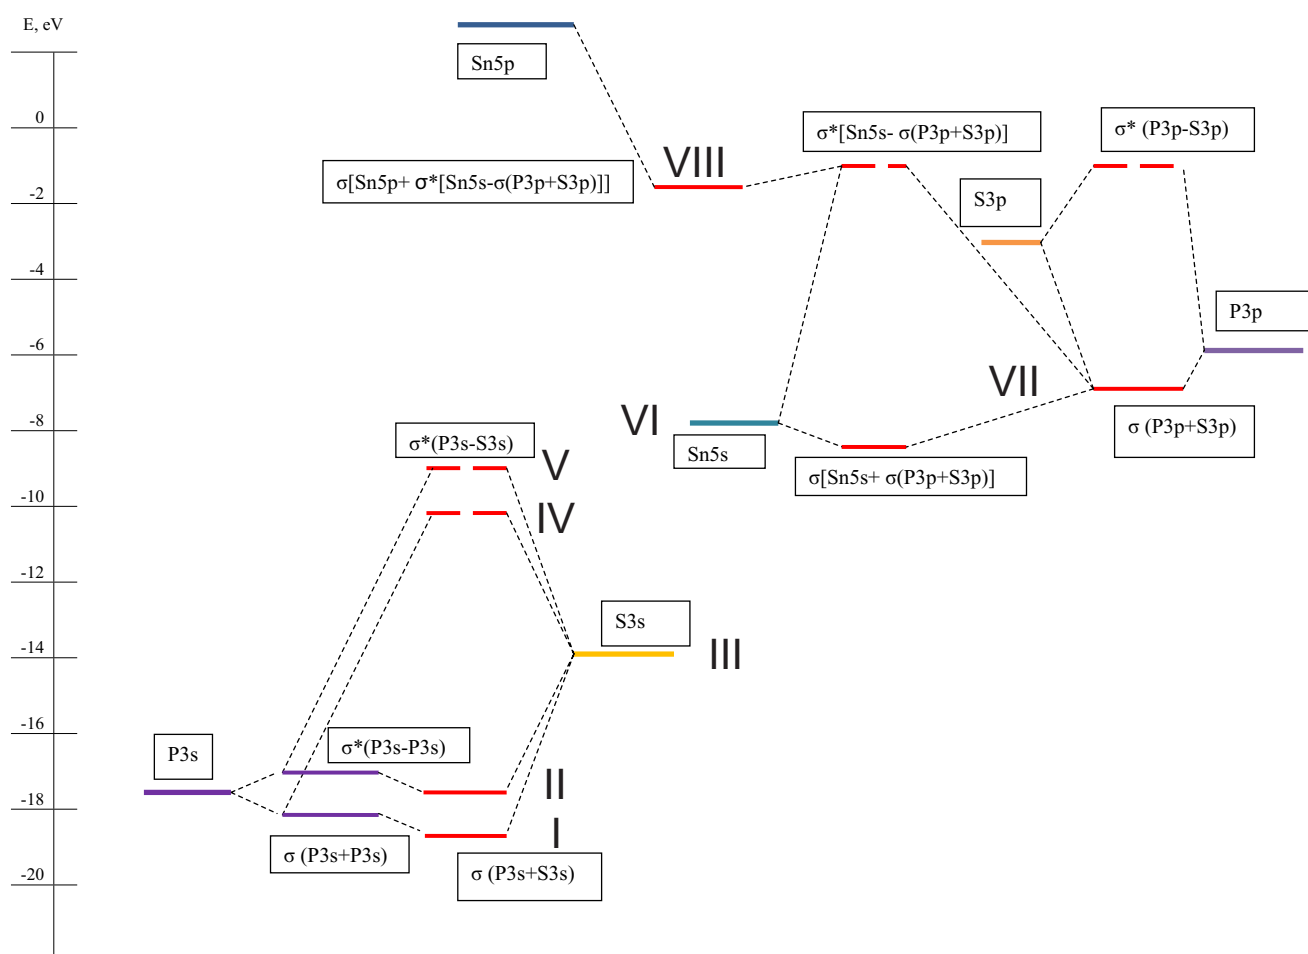 E, eV
Sn5p
0
σ*[Sn5s- σ(P3p+S3p)]
σ* (P3p-S3p)
VIII
σ[Sn5p+ σ*[Sn5s-σ(P3p+S3p)]]
-2
S3p
-4
P3p
-6
VII
VI
σ (P3p+S3p)
-8
σ*(P3s-S3s)
Sn5s
V
σ[Sn5s+ σ(P3p+S3p)]
-10
IV
-12
S3s
-14
III
-16
P3s
σ*(P3s-P3s)
II
-18
I
σ (P3s+P3s)
σ (P3s+S3s)
-20